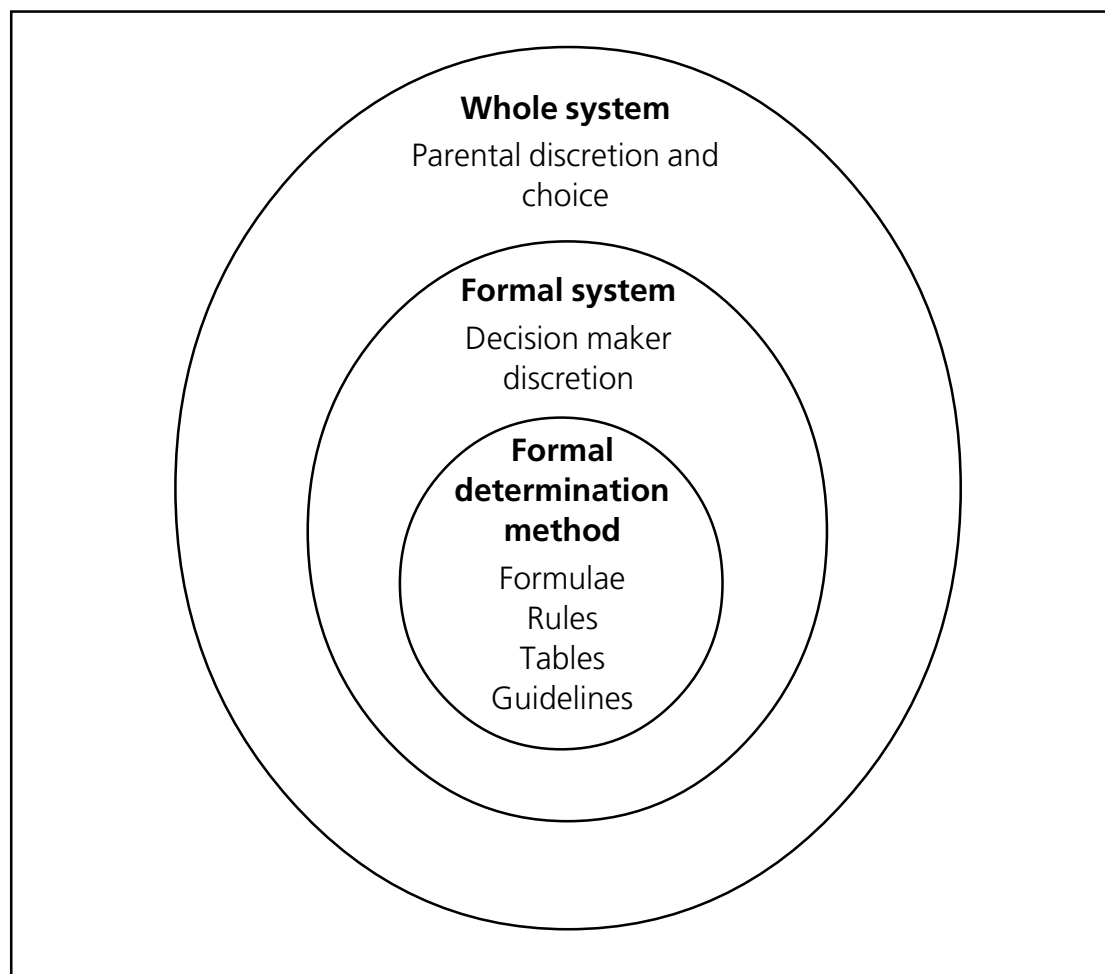 Whole system
Parental discretion and
choice
Formal system
Decision maker
discretion
Formal
determination
method
Formulae
Rules
Tables
Guidelines